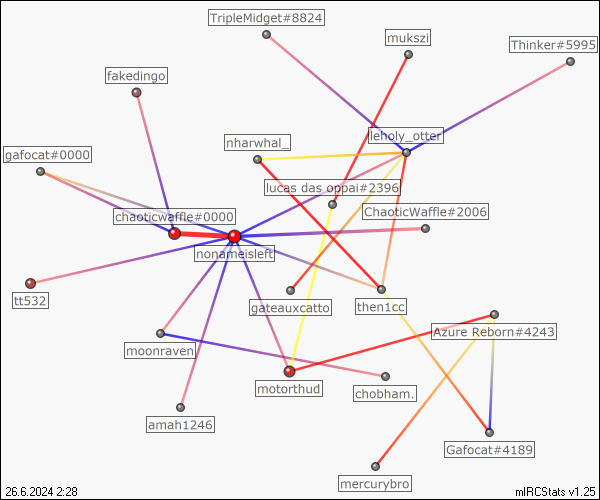 TripleMidget#8824
mukszi
Thinker#5995
fakedingo
leholy_otter
nharwhal_
gafocat#0000
lucas das oppai#2396
chaoticwaffle#0000
ChaoticWaffle#2006
nonameisleft
tt532
gateauxcatto
then1cc
Azure Reborn#4243
moonraven
motorthud
chobham.
amah1246
Gafocat#4189
mercurybro
26.6.2024 2:28
mIRCStats v1.25